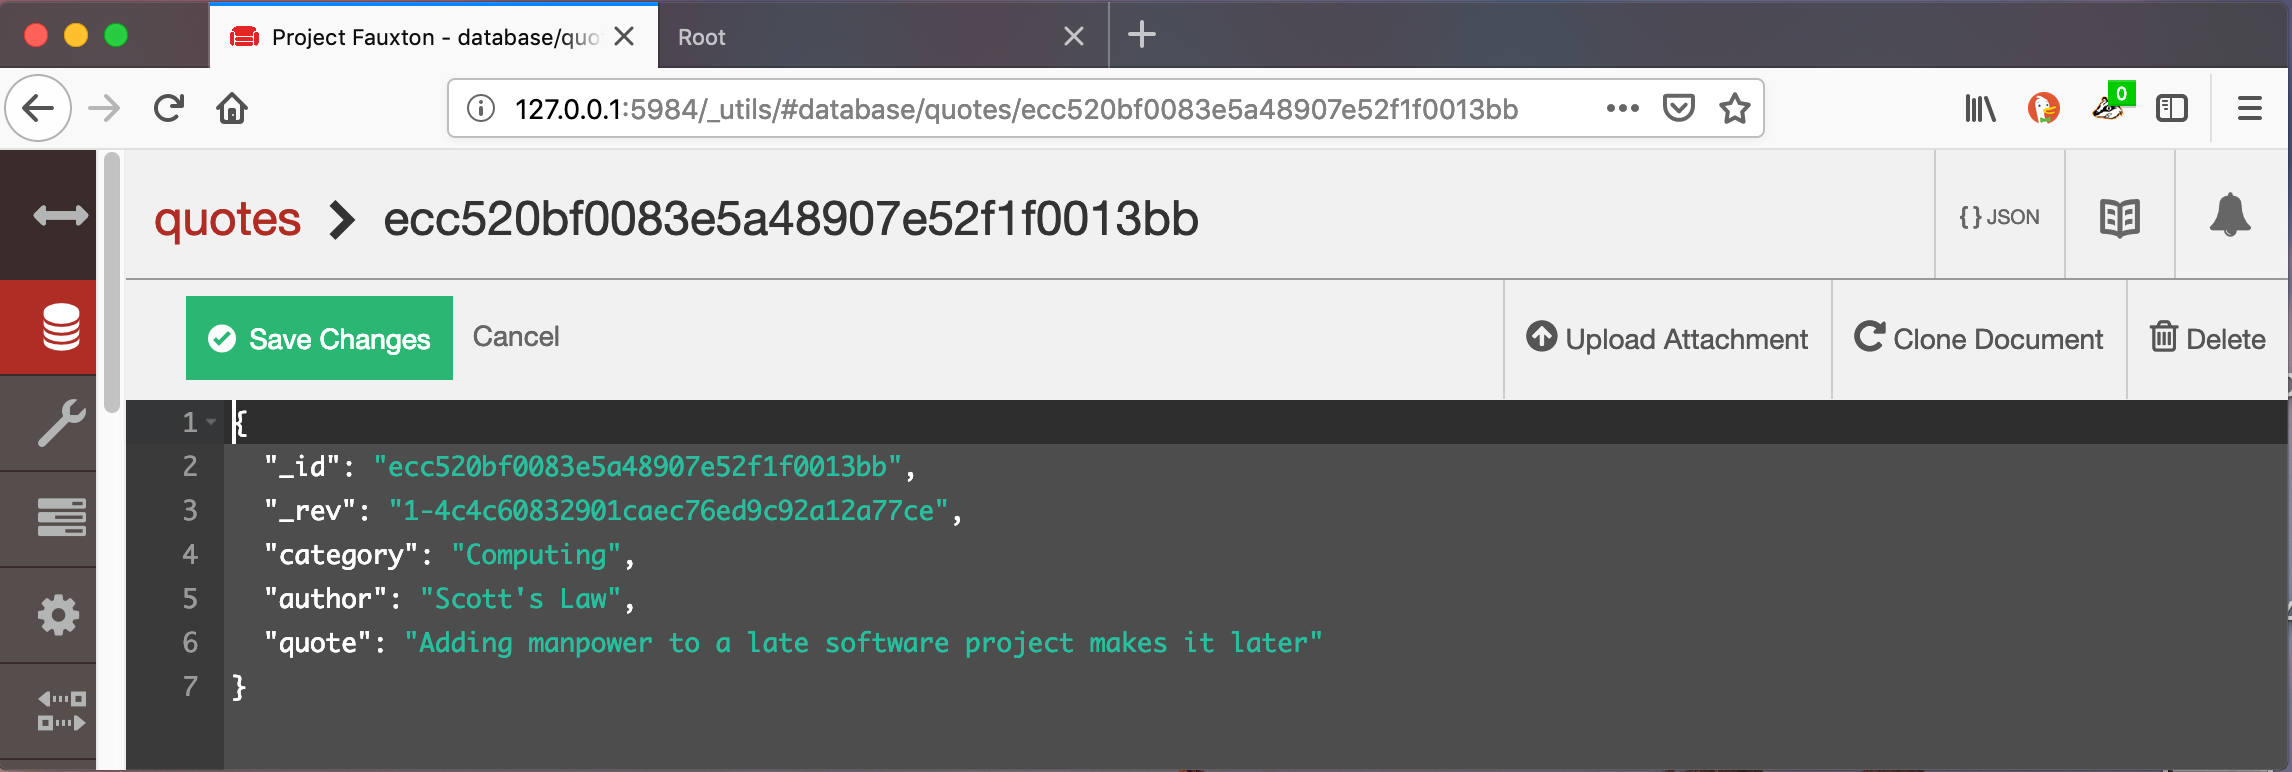 Project Fauxton - database/quo
Root
0
127.0.0.1:5984/_utils/#database/quotes/ecc520bf0083e5a48907e52f1f0013bb
quotes > ecc520bf0083e5a48907e52f1f0013bb
{ } JSON
Save Changes Cancel Upload Attachment Clone Document Delete
1 {
2 "_id": "ecc520bf0083e5a48907e52f1f0013bb",
3 "_rev": "1-4c4c60832901caec76ed9c92a12a77ce",
4 "category": "Computing",
5 "author": "Scott's Law",
6 "quote": "Adding manpower to a late software project makes it later"
7 }